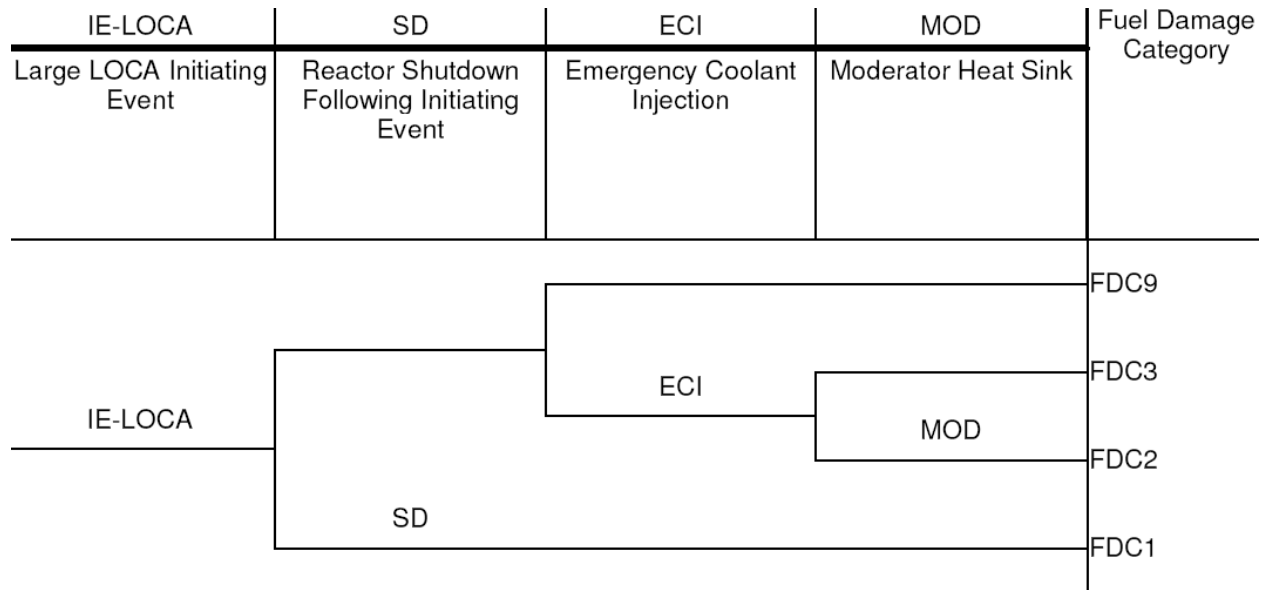 IE-LOCA
SD
ECI
MOD
Fuel Damage
Category
Large LOCA Initiating
Event
Reactor Shutdown
Following Initiating
Event
Emergency Coolant
Injection
Moderator Heat Sink
FDC9
FDC3
ECI
IE-LOCA
MOD
FDC2
SD
FDC1